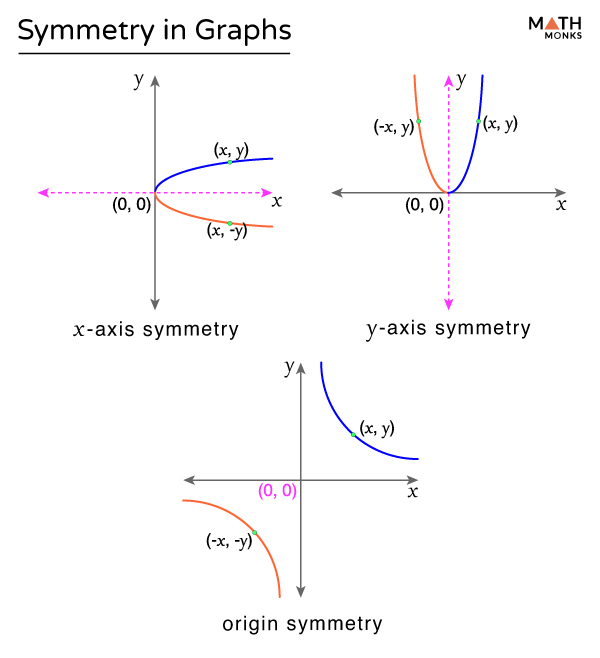 Symmetry in Graphs
MATH
MONKS
y
(x, y)
(0, 0)
x
(x, -y)
x-axis symmetry
y
(-x, y)
(x, y)
(0, 0)
x
y-axis symmetry
y
(x, y)
(0, 0)
x
(-x, -y)
origin symmetry